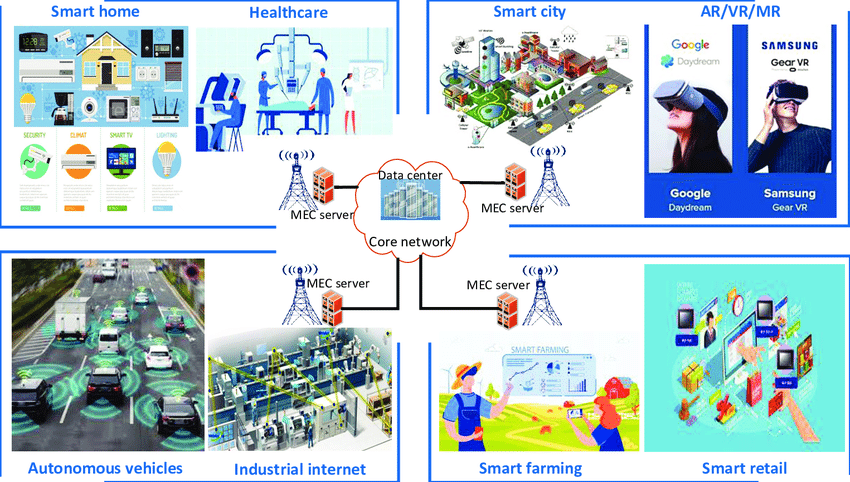 Smart home
Healthcare
Smart city
AR/VR/MR
SECURITY
CLIMAT
SMART TV
LIGHTING
Google
Daydream
SAMSUNG
Gear VR
Google
Daydream
Samsung
Gear VR
Data center
MEC server
MEC server
Core network
MEC server
MEC server
SMART FARMING
Autonomous vehicles
Industrial internet
Smart farming
Smart retail